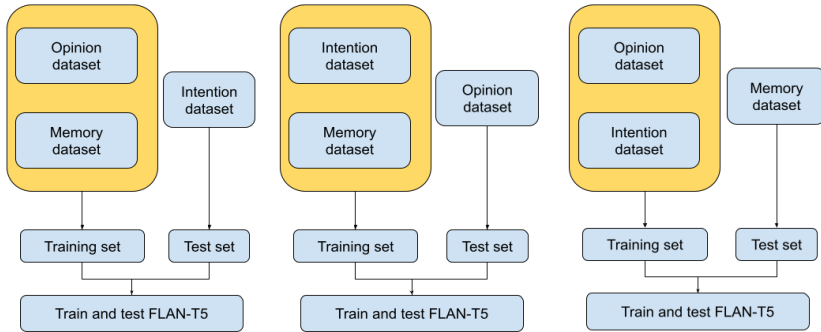 Opinion
dataset
Memory
dataset
Intention
dataset
Training set
Test set
Train and test FLAN-T5
Intention
dataset
Memory
dataset
Opinion
dataset
Training set
Test set
Train and test FLAN-T5
Opinion
dataset
Intention
dataset
Memory
dataset
Training set
Test set
Train and test FLAN-T5